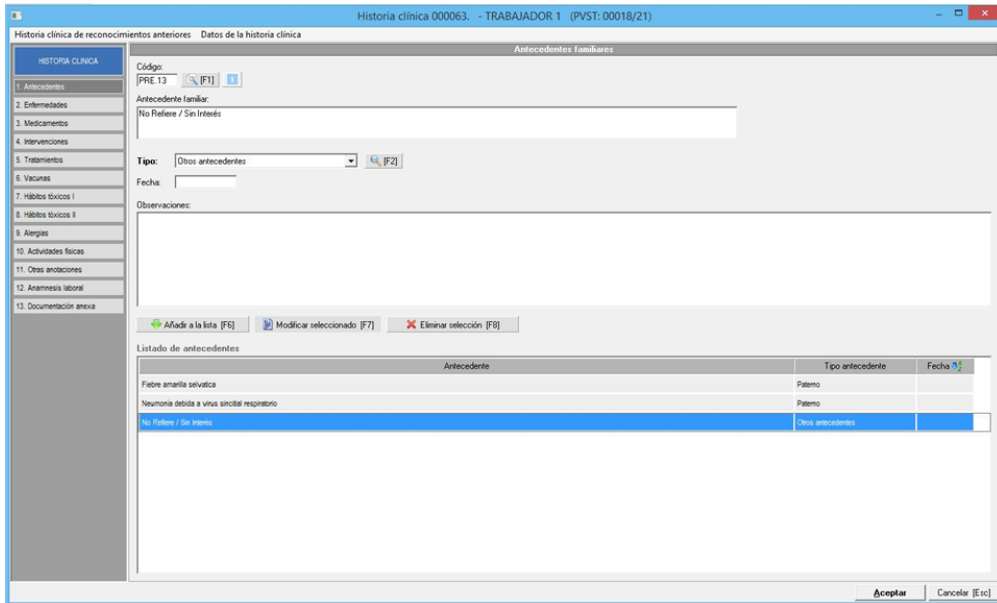 Historia clínica 000063. - TRABAJADOR 1 (PVST: 00018/21)
Historia clínica de reconocimientos anteriores Datos de la historia clínica
HISTORIA CLINICA
1. Antecedentes
2. Enfermedades
3. Medicamentos
4. Intervenciones
5. Tratamientos
6. Vacunas
7. Hábitos tóxicos I
8. Hábitos tóxicos II
9. Alergias
10. Actividades físicas
11. Otras anotaciones
12. Anamnesis laboral
13. Documentación anexa
Antecedentes familiares
Código:
PRE.13 [F1]
Antecedente familiar:
No Refiere / Sin Interés
Tipo: Otros antecedentes [F2]
Fecha:
Observaciones:
Añadir a la lista [F6] Modificar seleccionado [F7] Eliminar selección [F8]
Listado de antecedentes
Antecedente Tipo antecedente Fecha
Fiebre amarilla selvatica Paterno
Neumonía debida a virus sincitial respiratorio Paterno
No Refiere / Sin Interés Otros antecedentes
Aceptar Cancelar [Esc]